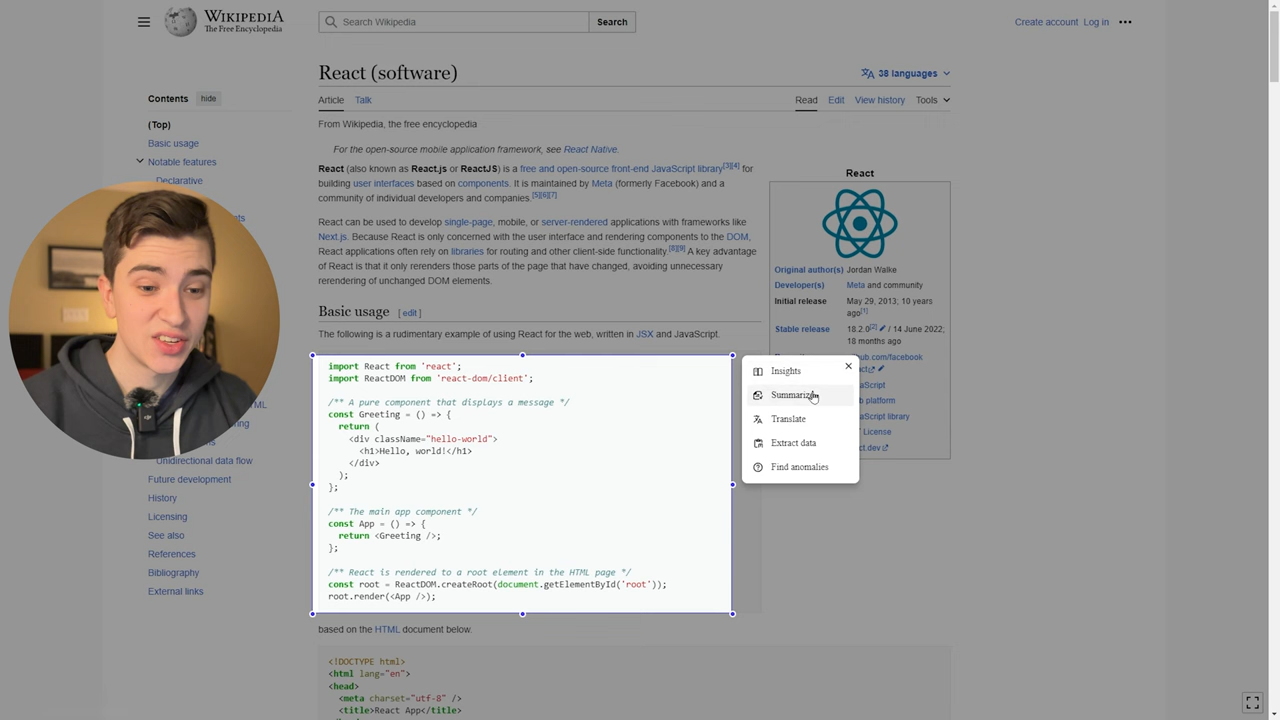 WIKIPEDIA
The Free Encyclopedia
Search Wikipedia
Search
Create account Log in
React (software)
38 languages
Article Talk
Read Edit View history Tools
From Wikipedia, the free encyclopedia
Contents hide
(Top)
Basic usage
Notable features
Declarative
Unidirectional data flow
Future development
History
Licensing
See also
References
Bibliography
External links
For the open-source mobile application framework, see React Native.
React (also known as React.js or ReactJS) is a free and open-source front-end JavaScript library[3][4] for
building user interfaces based on components. It is maintained by Meta (formerly Facebook) and a
community of individual developers and companies.[5][6][7]
React can be used to develop single-page, mobile, or server-rendered applications with frameworks like
Next.js. Because React is only concerned with the user interface and rendering components to the DOM,
React applications often rely on libraries for routing and other client-side functionality.[8][9] A key advantage
of React is that it only rerenders those parts of the page that have changed, avoiding unnecessary
rerendering of unchanged DOM elements.
Basic usage [ edit ]
The following is a rudimentary example of using React for the web, written in JSX and JavaScript.
import React from 'react';
import ReactDOM from 'react-dom/client';
/** A pure component that displays a message */
const Greeting = () => {
return (
<div className="hello-world">
<h1>Hello, world!</h1>
</div>
);
};
/** The main app component */
const App = () => {
return <Greeting />;
};
/** React is rendered to a root element in the HTML page */
const root = ReactDOM.createRoot(document.getElementById('root'));
root.render(<App />);
based on the HTML document below.
<!DOCTYPE html>
<html lang="en">
<head>
<meta charset="utf-8" />
<title>React App</title>
React
Original author(s) Jordan Walke
Developer(s) Meta and community
Initial release May 29, 2013; 10 years
ago[1]
Stable release 18.2.0[2] / 14 June 2022;
18 months ago
Insights
Summarize
Translate
Extract data
Find anomalies
platform
library
License